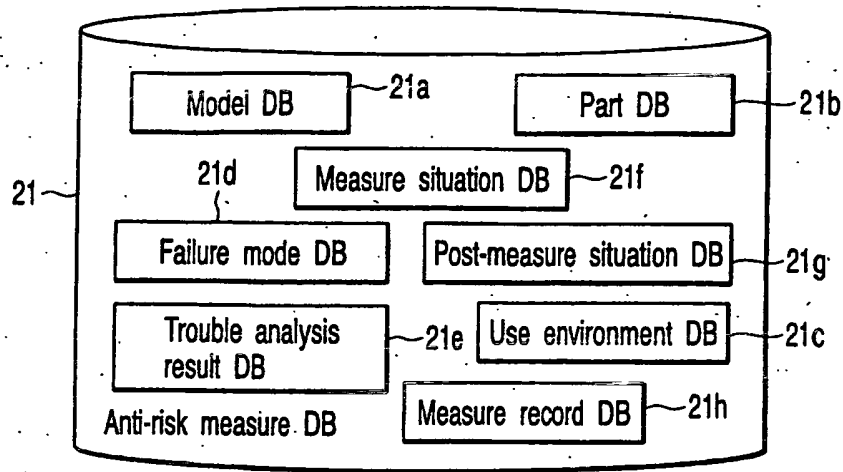 Model DB
21a
Part DB
21b
Measure situation DB
21f
21d
21
Failure mode DB
Post-measure situation DB
21g
Trouble analysis
result DB
21e
Use environment DB
21c
Anti-risk measure DB
Measure record DB
21h